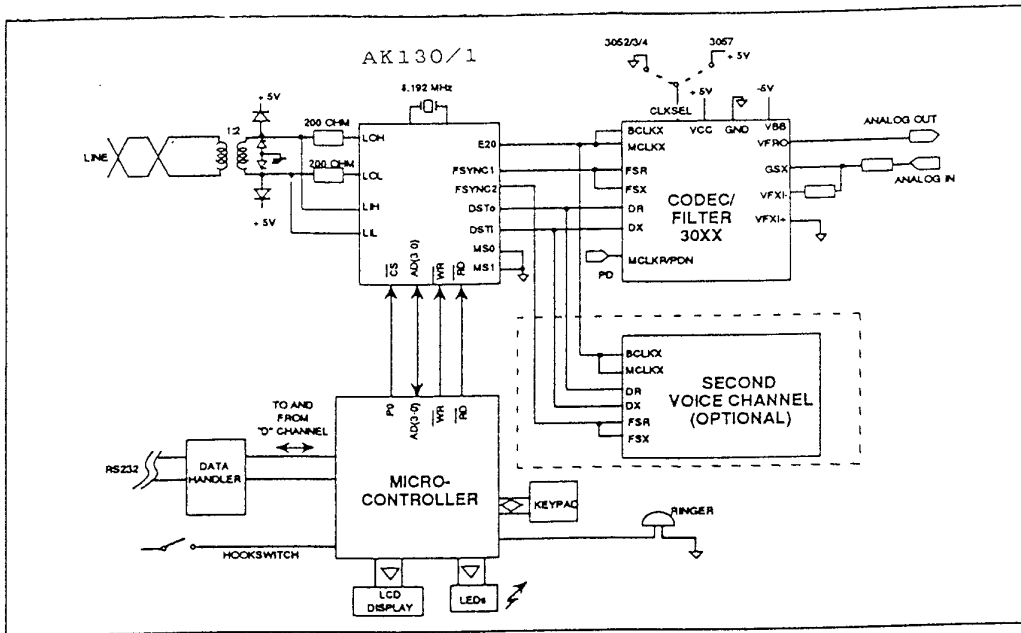 AK130/1
8.192 MHz
+ 5V
1:2
200 OHM
200 OHM
LINE
+ 5V
LOH
LOL
LIH
LIL
E20
FSYNC1
FSYNC2
DSTo
DSTi
MS0
MS1
CS
AD(3:0)
WR
RD
3052/3/4
3057
+ 5V
+ 5V
-5V
CLKSEL
VCC
GND
VBB
BCLKX
MCLKX
FSR
FSX
DR
DX
MCLKR/PDN
PD
CODEC/
FILTER
30XX
VFRO
GSX
VFXI-
VFXI+
ANALOG OUT
ANALOG IN
BCLKX
MCLKX
DR
DX
FSR
FSX
SECOND
VOICE CHANNEL
(OPTIONAL)
P0
AD(3-0)
WR
RD
TO AND
FROM
"D" CHANNEL
RS232
DATA
HANDLER
MICRO-
CONTROLLER
KEYPAD
RINGER
HOOKSWITCH
LCD
DISPLAY
LEDs